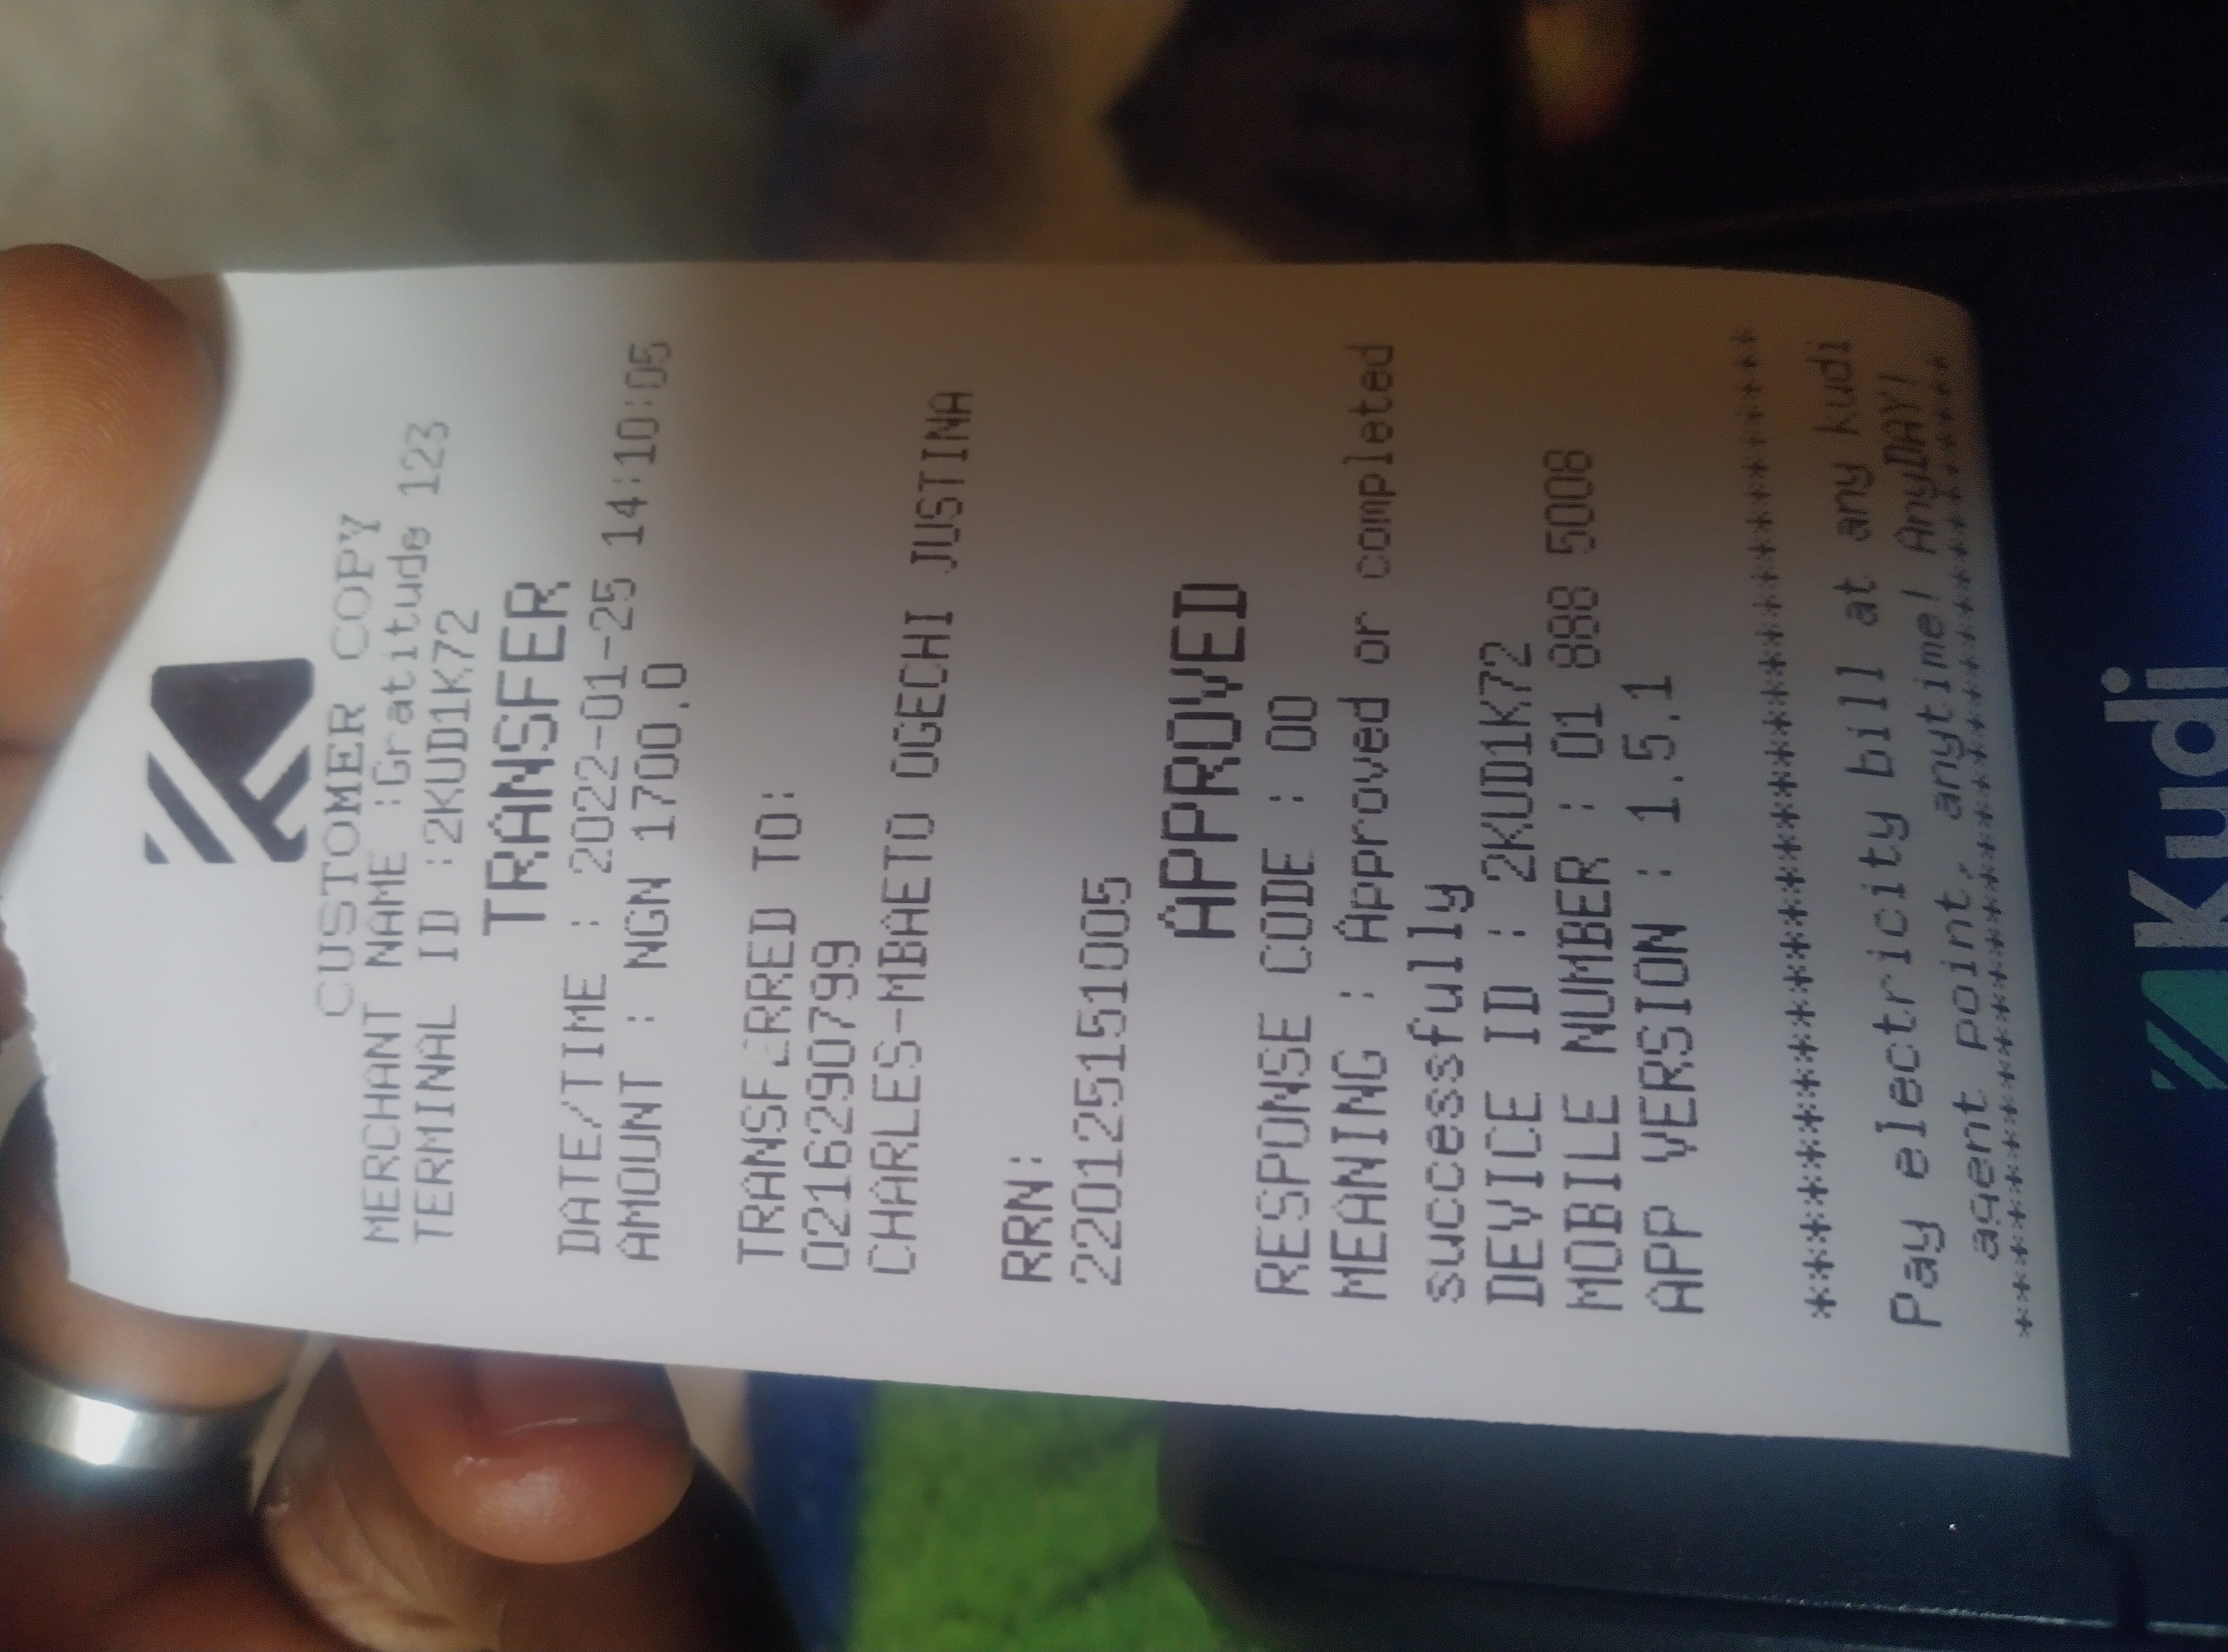 CUSTOMER COPY
MERCHANT NAME :Gratitude 123
TERMINAL ID :2KUD1K72
TRANSFER
DATE/TIME : 2022-01-25 14:10:05
AMOUNT : NGN 1700.0
TRANSFERRED TO:
0216290799
CHARLES-MBAETO OGECHI JUSTINA
RRN:
220125151005
APPROVED
RESPONSE CODE : 00
MEANING : Approved or completed
successfully
DEVICE ID : 2KUD1K72
MOBILE NUMBER : 01 888 5008
APP VERSION : 1.5.1
******************************
Pay electricity bill at any kudi
agent point, anytime! AnyDAY!
******************************
Kudi